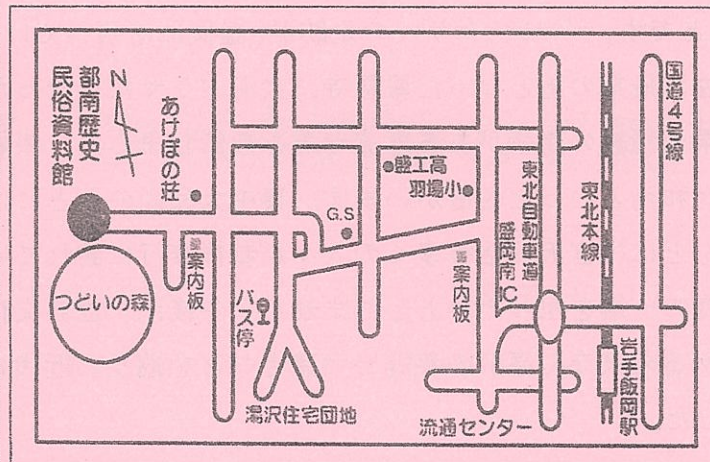 都南歴史
民俗資料館
N
あけぼの荘
つどいの森
案内板
バス停
G.S
湯沢住宅団地
盛工高
羽場小
案内板
流通センター
東北自動車道
盛岡南IC
東北本線
岩手飯岡駅
国道4号線